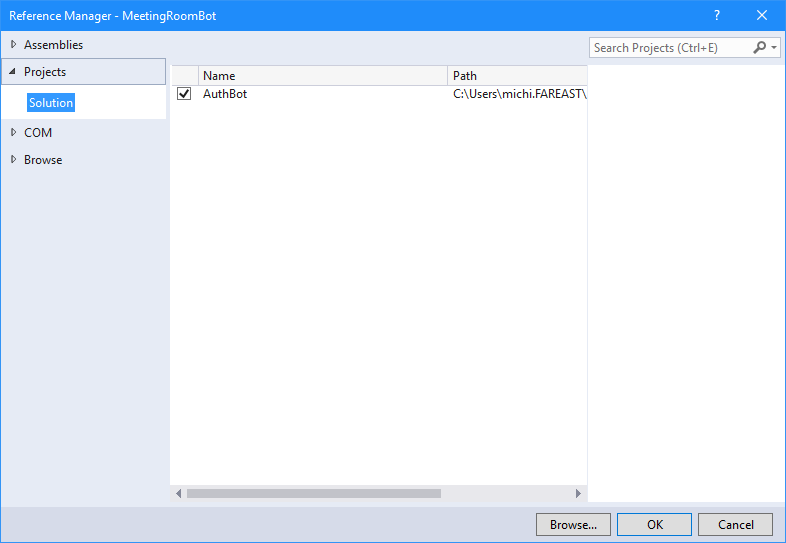 Reference Manager - MeetingRoomBot
?
Assemblies
Search Projects (Ctrl+E)
Projects
Name Path
Solution
AuthBot C:\Users\michi.FAREAST\
COM
Browse
Browse... OK Cancel